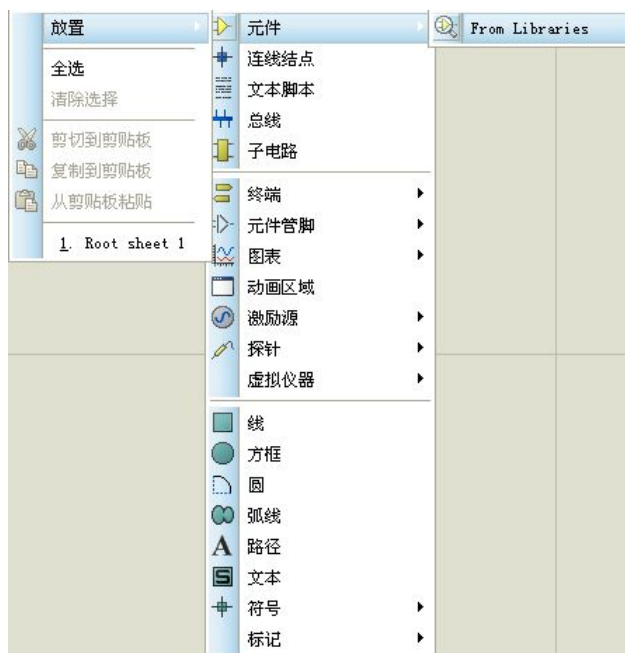 放置
全选
清除选择
剪切到剪贴板
复制到剪贴板
从剪贴板粘贴
1. Root sheet 1
元件
连线结点
文本脚本
总线
子电路
终端
元件管脚
图表
动画区域
激励源
探针
虚拟仪器
线
方框
圆
弧线
路径
文本
符号
标记
From Libraries